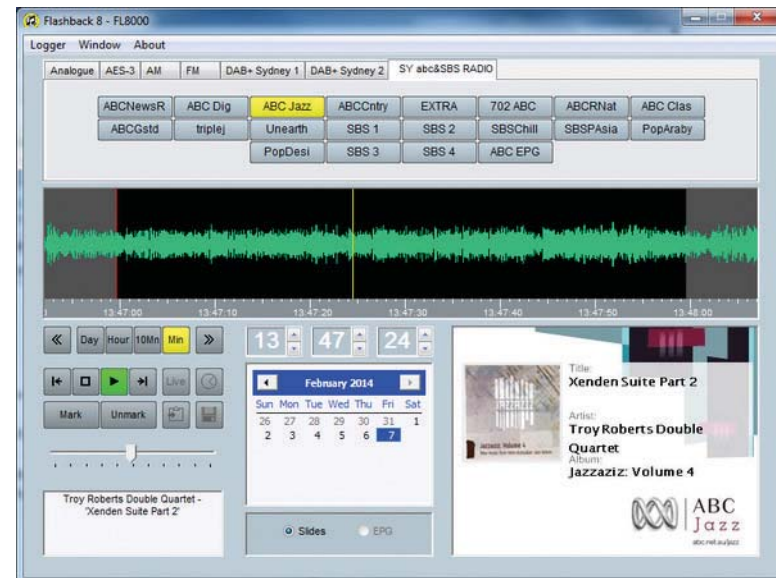 Flashback 8 - FL8000
Logger Window About
Analogue AES-3 AM FM DAB+ Sydney 1 DAB+ Sydney 2 SY abc&SBS RADIO
ABCNewsR ABC Dig ABC Jazz ABCCntry EXTRA 702 ABC ABCRNat ABC Clas
ABCGstd triplej Unearth SBS 1 SBS 2 SBSChill SBSPAsia PopAraby
PopDesi SBS 3 SBS 4 ABC EPG
13:47:00 13:47:10 13:47:20 13:47:30 13:47:40 13:47:50 13:48:00
Day Hour 10Mn Min
13 47 24
Live
Mark Unmark
February 2014
Sun Mon Tue Wed Thu Fri Sat
26 27 28 29 30 31 1
2 3 4 5 6 7
Troy Roberts Double Quartet -
'Xenden Suite Part 2'
Slides EPG
Title:
Xenden Suite Part 2
Artist:
Troy Roberts Double
Quartet
Album:
Jazzaziz: Volume 4
Jazzaziz: Volume 4
ABC
Jazz
abc.net.au/jazz